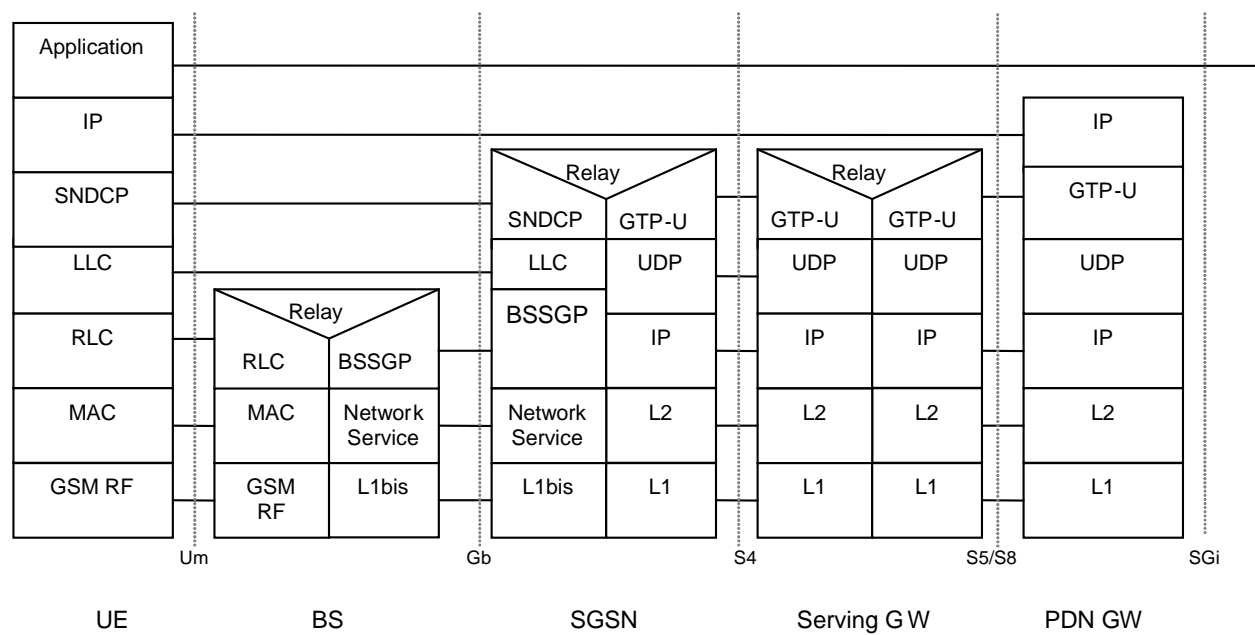 Application
IP
SNDCP
LLC
RLC
MAC
GSM RF
Relay
RLC
BSSGP
MAC
Network
Service
GSM
RF
L1bis
Relay
SNDCP
GTP-U
LLC
UDP
BSSGP
IP
Network
Service
L2
L1bis
L1
Relay
GTP-U
GTP-U
UDP
UDP
IP
IP
L2
L2
L1
L1
IP
GTP-U
UDP
IP
L2
L1
Um
Gb
S4
S5/S8
SGi
UE
BS
SGSN
Serving GW
PDN GW